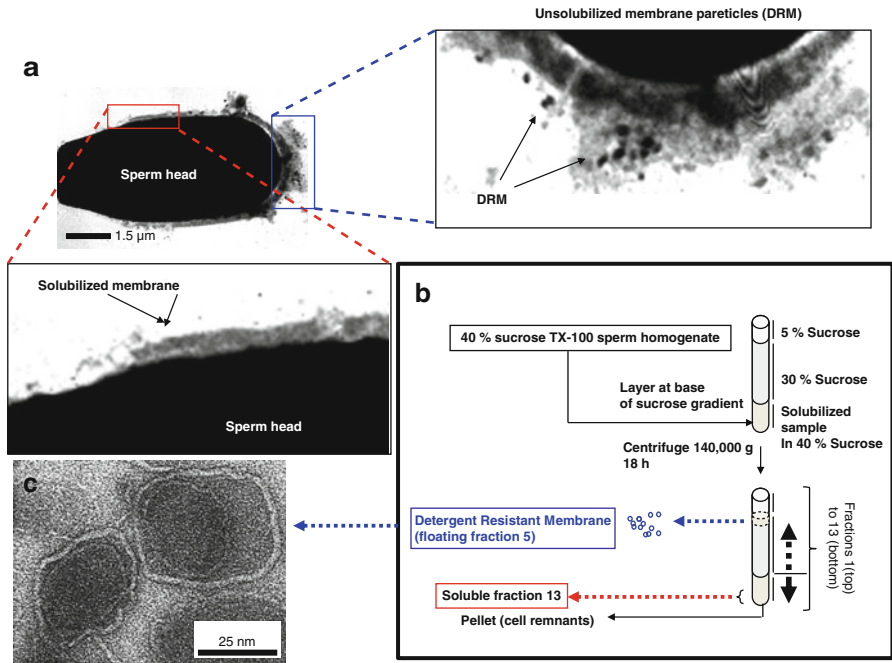 Unsolubilized membrane pareticles (DRM)
a
Sperm head
1.5 µm
DRM
Solubilized membrane
Sperm head
b
40 % sucrose TX-100 sperm homogenate
5 % Sucrose
30 % Sucrose
Layer at base
of sucrose gradient
Solubilized
sample
In 40 % Sucrose
Centrifuge 140,000 g
18 h
Detergent Resistant Membrane
(floating fraction 5)
Fractions 1(top)
to 13 (bottom)
Soluble fraction 13
Pellet (cell remnants)
c
25 nm